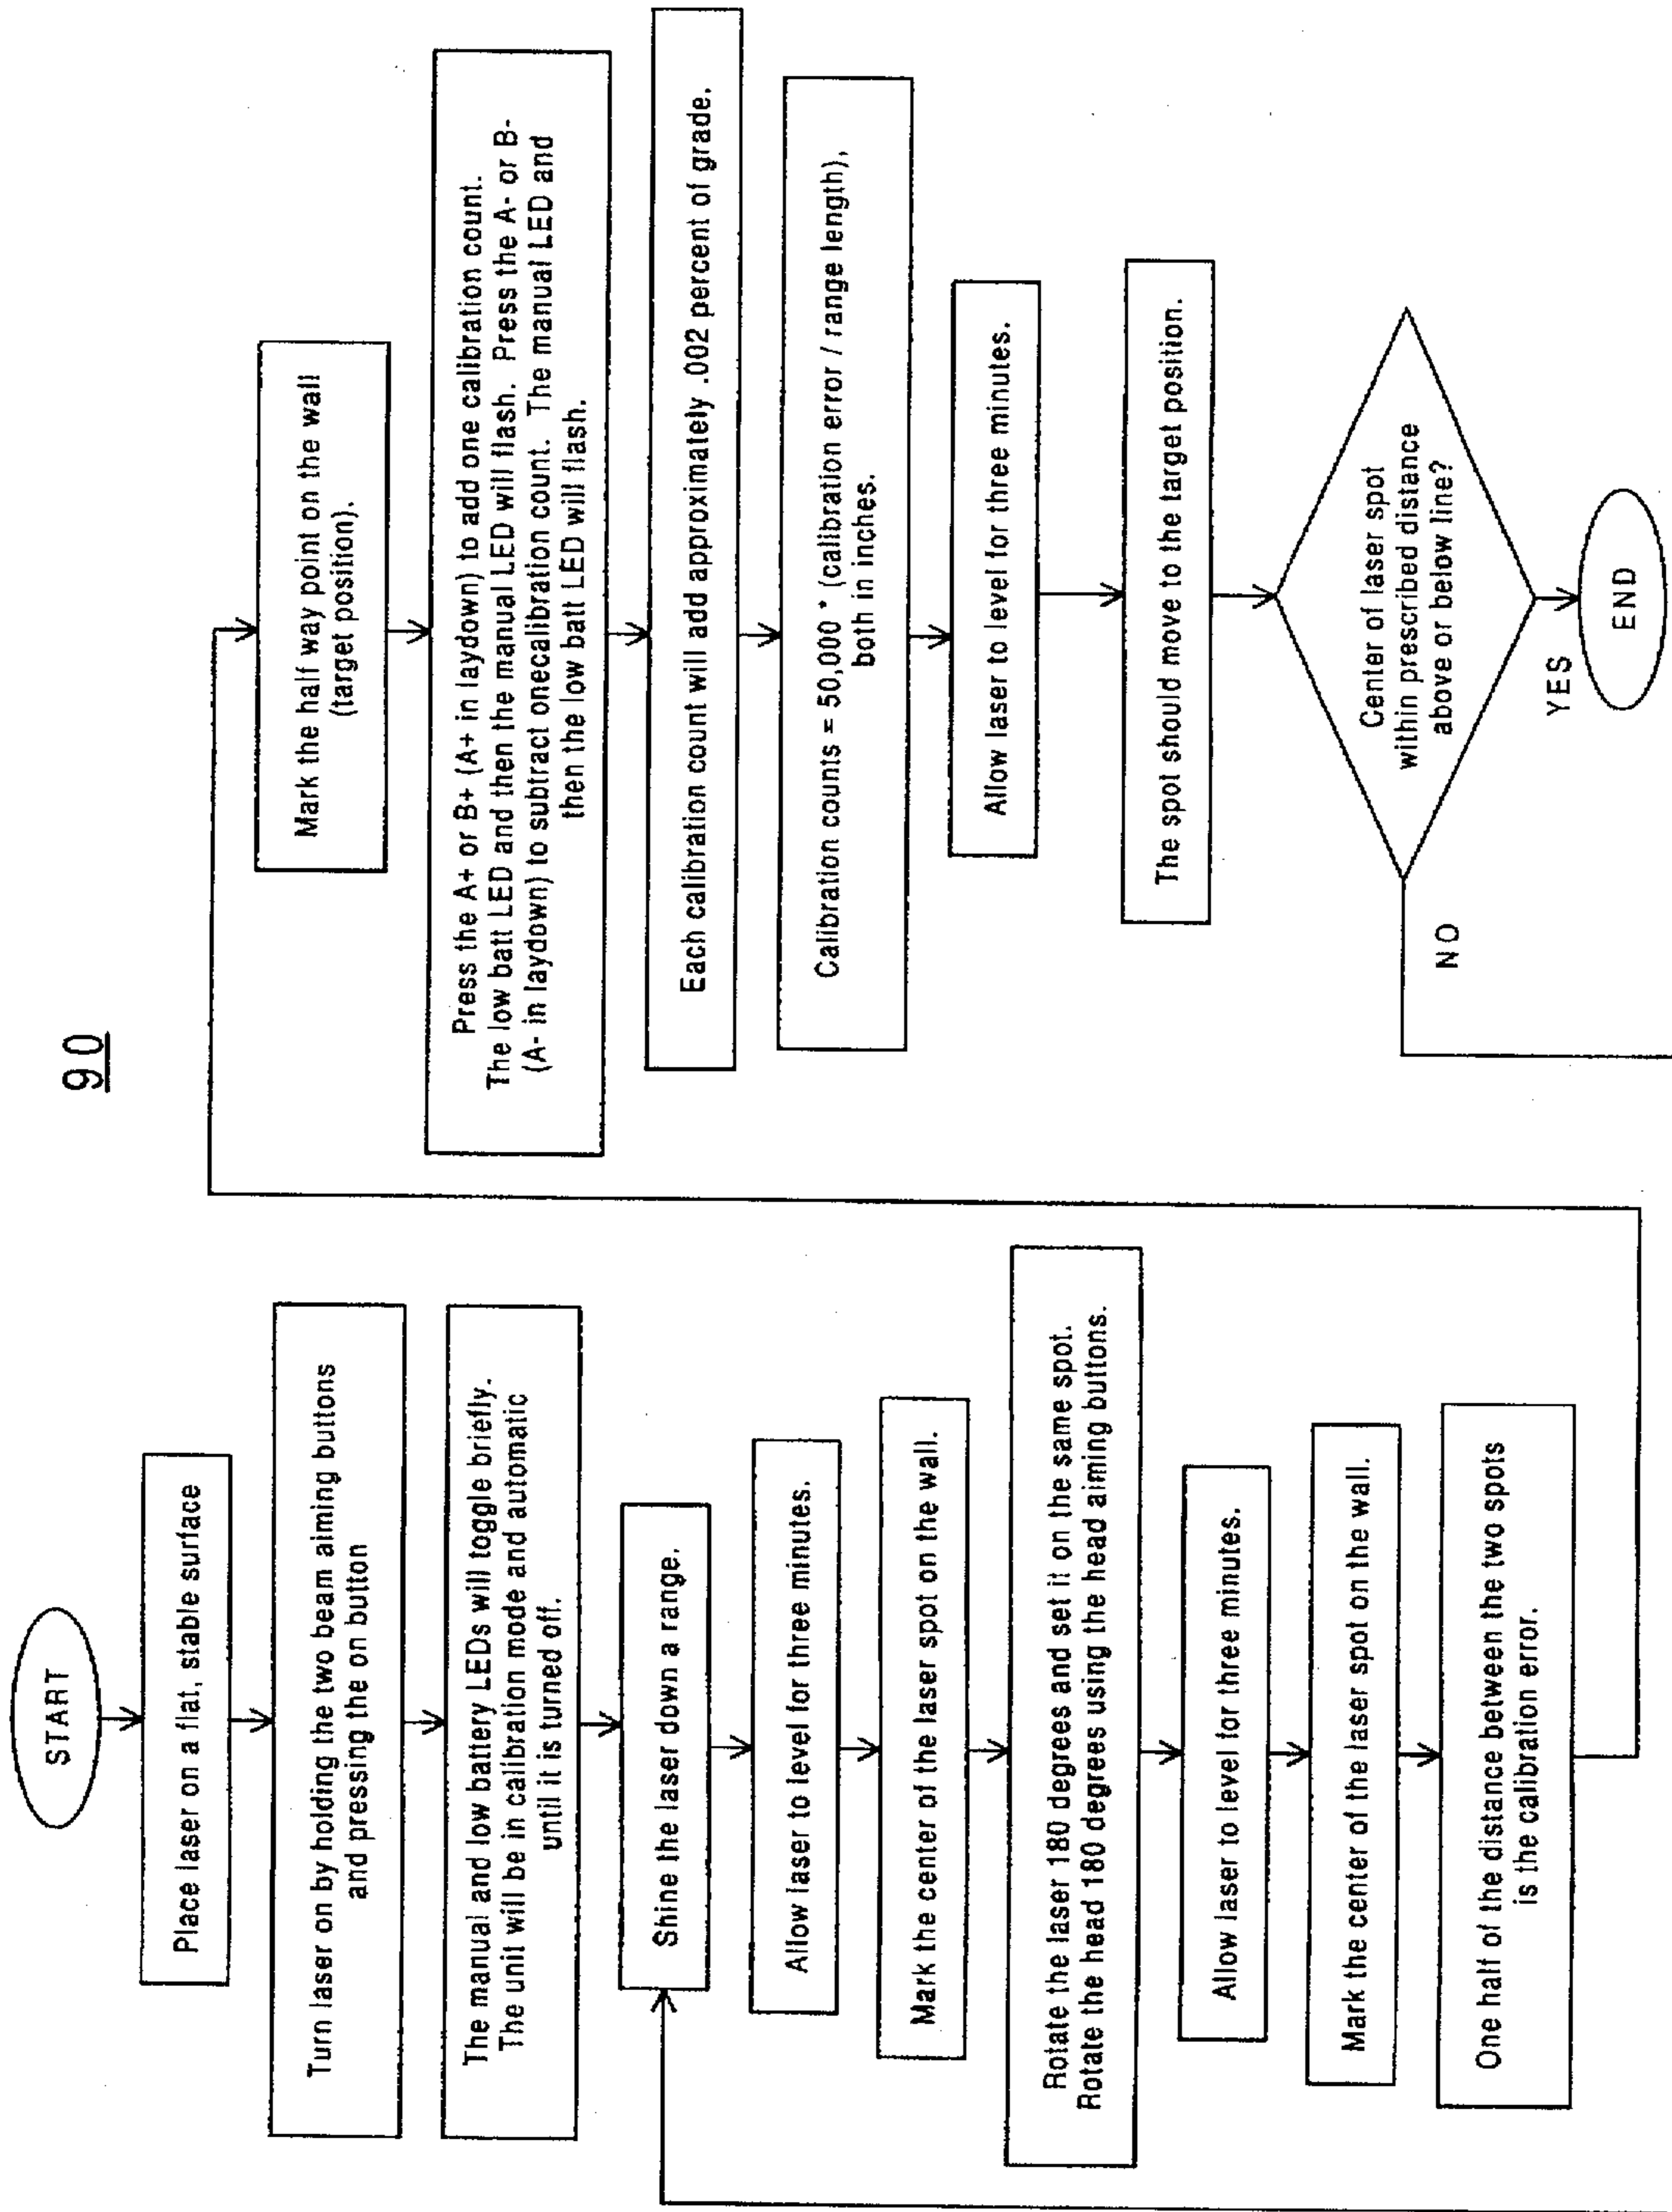 90
START
Place laser on a flat, stable surface
Turn laser on by holding the two beam aiming buttons
and pressing the on button
The manual and low battery LEDs will toggle briefly.
The unit will be in calibration mode and automatic
until it is turned off.
Shine the laser down a range.
Allow laser to level for three minutes.
Mark the center of the laser spot on the wall.
Rotate the laser 180 degrees and set it on the same spot.
Rotate the head 180 degrees using the head aiming buttons.
Allow laser to level for three minutes.
Mark the center of the laser spot on the wall.
One half of the distance between the two spots
is the calibration error.
Mark the half way point on the wall
(target position).
Press the A+ or B+ (A+ in laydown) to add one calibration count.
The low batt LED and then the manual LED will flash. Press the A- or B-
(A- in laydown) to subtract onecalibration count. The manual LED and
then the low batt LED will flash.
Each calibration count will add approximately .002 percent of grade.
Calibration counts = 50,000 * (calibration error / range length),
both in inches.
Allow laser to level for three minutes.
The spot should move to the target position.
Center of laser spot
within prescribed distance
above or below line?
NO
YES
END